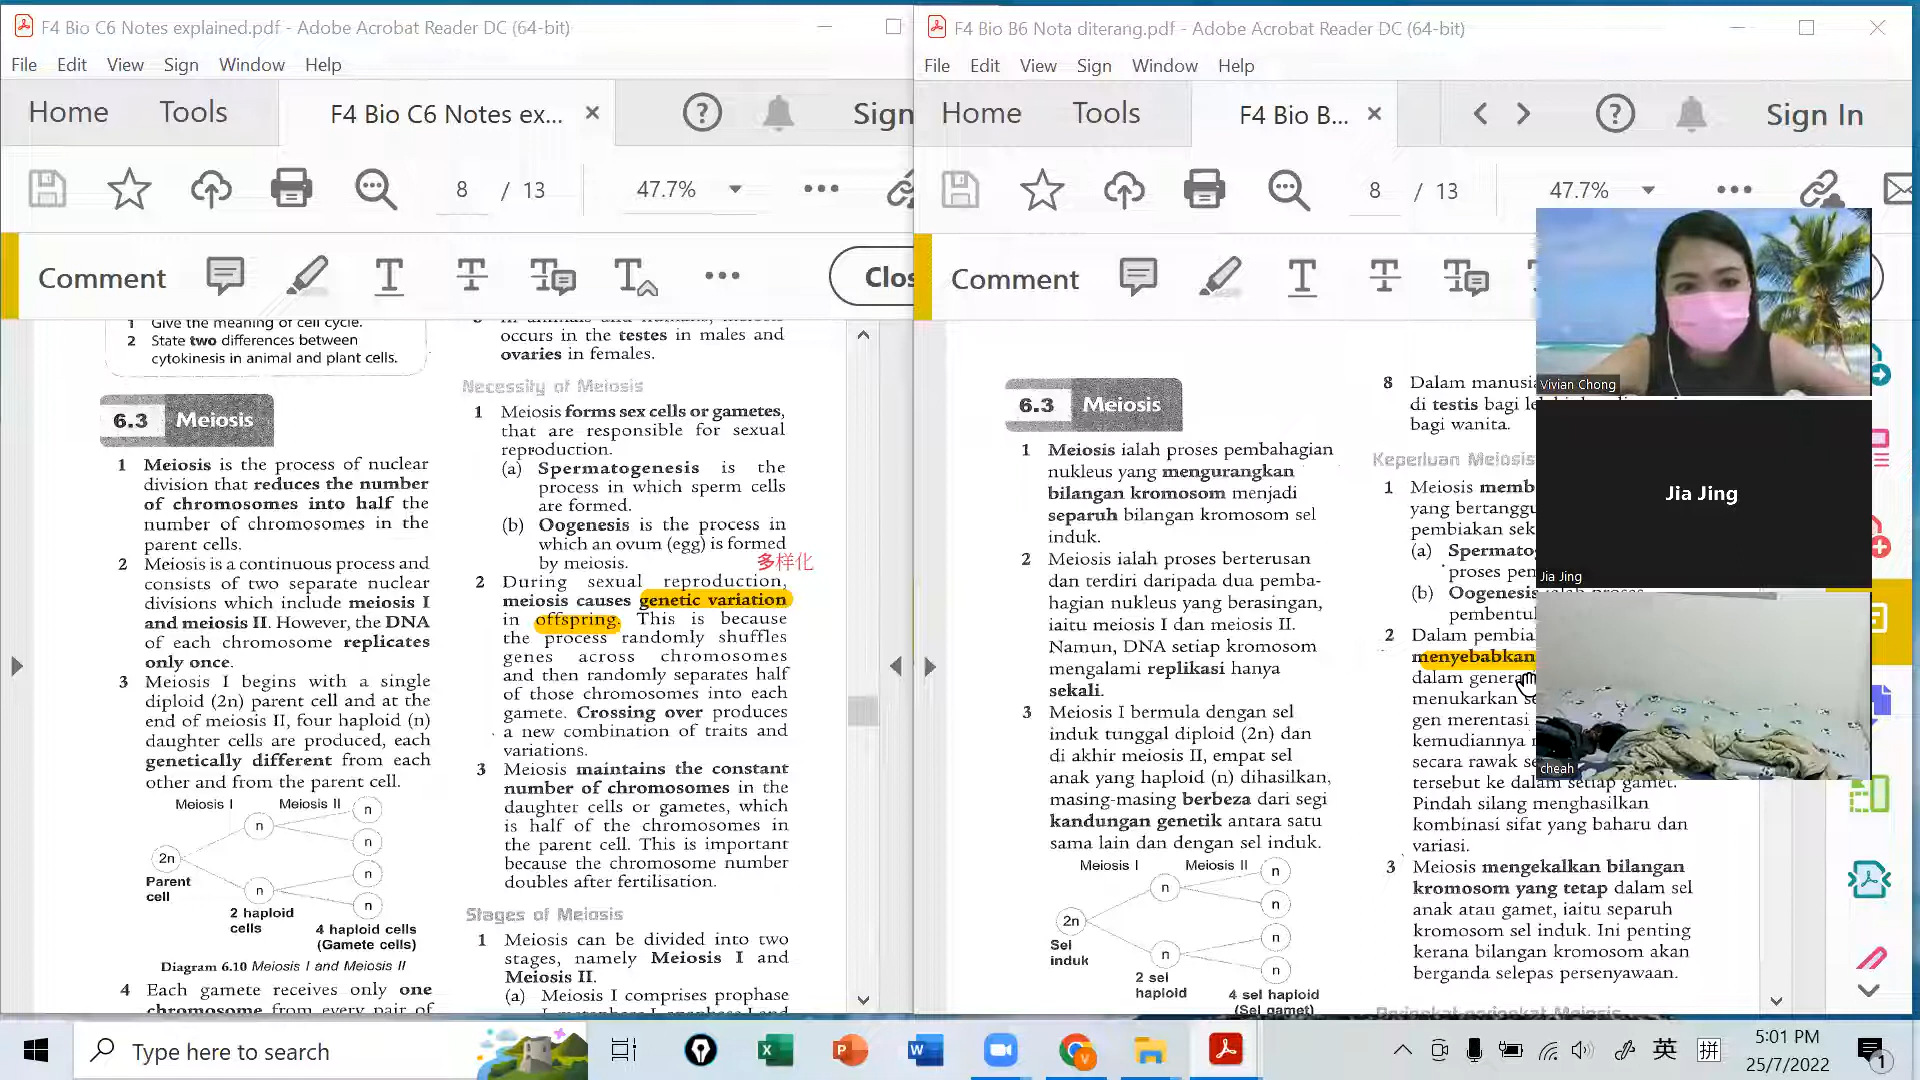 F4 Bio C6 Notes explained.pdf - Adobe Acrobat Reader DC (64-bit)
File Edit View Sign Window Help
Home Tools F4 Bio C6 Notes ex... Sign
8 / 13 47.7%
Comment Clos
1 Give the meaning of cell cycle.
2 State two differences between
cytokinesis in animal and plant cells.
6.3 Meiosis
1 Meiosis is the process of nuclear
division that reduces the number
of chromosomes into half the
number of chromosomes in the
parent cells.
2 Meiosis is a continuous process and
consists of two separate nuclear
divisions which include meiosis I
and meiosis II. However, the DNA
of each chromosome replicates
only once.
3 Meiosis I begins with a single
diploid (2n) parent cell and at the
end of meiosis II, four haploid (n)
daughter cells are produced, each
genetically different from each
other and from the parent cell.
Meiosis I Meiosis II
n
n
n
2n
n
n
n
Parent
cell
2 haploid
cells
4 haploid cells
(Gamete cells)
Diagram 6.10 Meiosis I and Meiosis II
4 Each gamete receives only one
chromosome from every pair of
occurs in the testes in males and
ovaries in females.
Necessity of Meiosis
1 Meiosis forms sex cells or gametes,
that are responsible for sexual
reproduction.
(a) Spermatogenesis is the
process in which sperm cells
are formed.
(b) Oogenesis is the process in
which an ovum (egg) is formed
by meiosis.
多样化
2 During sexual reproduction,
meiosis causes genetic variation
in offspring. This is because
the process randomly shuffles
genes across chromosomes
and then randomly separates half
of those chromosomes into each
gamete. Crossing over produces
a new combination of traits and
variations.
3 Meiosis maintains the constant
number of chromosomes in the
daughter cells or gametes, which
is half of the chromosomes in
the parent cell. This is important
because the chromosome number
doubles after fertilisation.
Stages of Meiosis
1 Meiosis can be divided into two
stages, namely Meiosis I and
Meiosis II.
(a) Meiosis I comprises prophase
F4 Bio B6 Nota diterang.pdf - Adobe Acrobat Reader DC (64-bit)
File Edit View Sign Window Help
Home Tools F4 Bio B... Sign In
8 / 13 47.7%
Comment
6.3 Meiosis
1 Meiosis ialah proses pembahagian
nukleus yang mengurangkan
bilangan kromosom menjadi
separuh bilangan kromosom sel
induk.
2 Meiosis ialah proses berterusan
dan terdiri daripada dua pemba-
hagian nukleus yang berasingan,
iaitu meiosis I dan meiosis II.
Namun, DNA setiap kromosom
mengalami replikasi hanya
sekali.
3 Meiosis I bermula dengan sel
induk tunggal diploid (2n) dan
di akhir meiosis II, empat sel
anak yang haploid (n) dihasilkan,
masing-masing berbeza dari segi
kandungan genetik antara satu
sama lain dan dengan sel induk.
Meiosis I Meiosis II
n
n
n
2n
n
n
n
Sel
induk
2 sel
haploid
4 sel haploid
(Sel gamet)
8 Dalam manusi
di testis bagi
bagi wanita.
Keperluan Meiosis
1 Meiosis memb
yang bertanggu
pembiakan sek
(a) Spermato
proses pen
(b) Oogenesis
pembentu
2 Dalam pembia
menyebabkan
dalam genera
menukarkan
gen merentasi
kemudiannya
secara rawak se
tersebut ke dalam setiap gamet.
Pindah silang menghasilkan
kombinasi sifat yang baharu dan
variasi.
3 Meiosis mengekalkan bilangan
kromosom yang tetap dalam sel
anak atau gamet, iaitu separuh
kromosom sel induk. Ini penting
kerana bilangan kromosom akan
berganda selepas persenyawaan.
Vivian Chong
Jia Jing
Jia Jing
cheah
Type here to search
英 拼
5:01 PM
25/7/2022
1